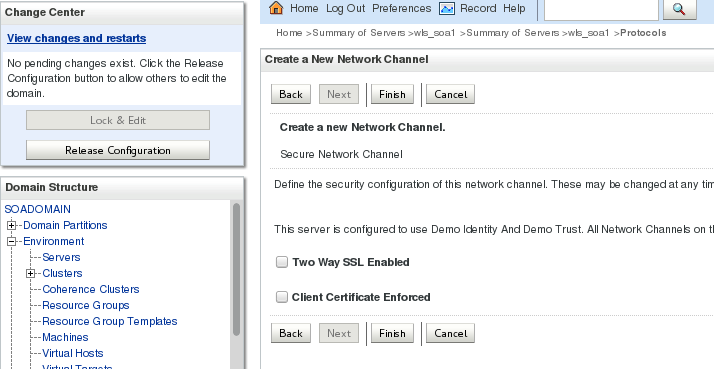 Change Center
View changes and restarts
No pending changes exist. Click the Release
Configuration button to allow others to edit the
domain.
Lock & Edit
Release Configuration
Domain Structure
SOADOMAIN
Domain Partitions
Environment
Servers
Clusters
Coherence Clusters
Resource Groups
Resource Group Templates
Machines
Virtual Hosts
Virtual Targets
Home Log Out Preferences Record Help
Home >Summary of Servers >wls_soa1 >Summary of Servers >wls_soa1 >Protocols
Create a New Network Channel
Back Next Finish Cancel
Create a new Network Channel.
Secure Network Channel
Define the security configuration of this network channel. These may be changed at any
This server is configured to use Demo Identity And Demo Trust. All Network Channels on
Two Way SSL Enabled
Client Certificate Enforced
Back Next Finish Cancel